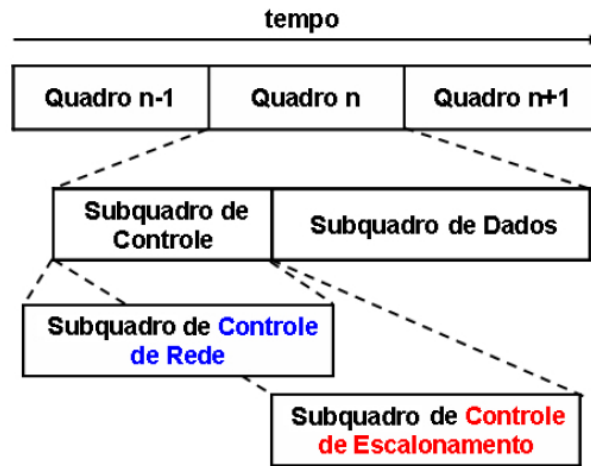 tempo
Quadro n-1 Quadro n Quadro n+1
Subquadro de
Controle
Subquadro de Dados
Subquadro de Controle
de Rede
Subquadro de Controle
de Escalonamento